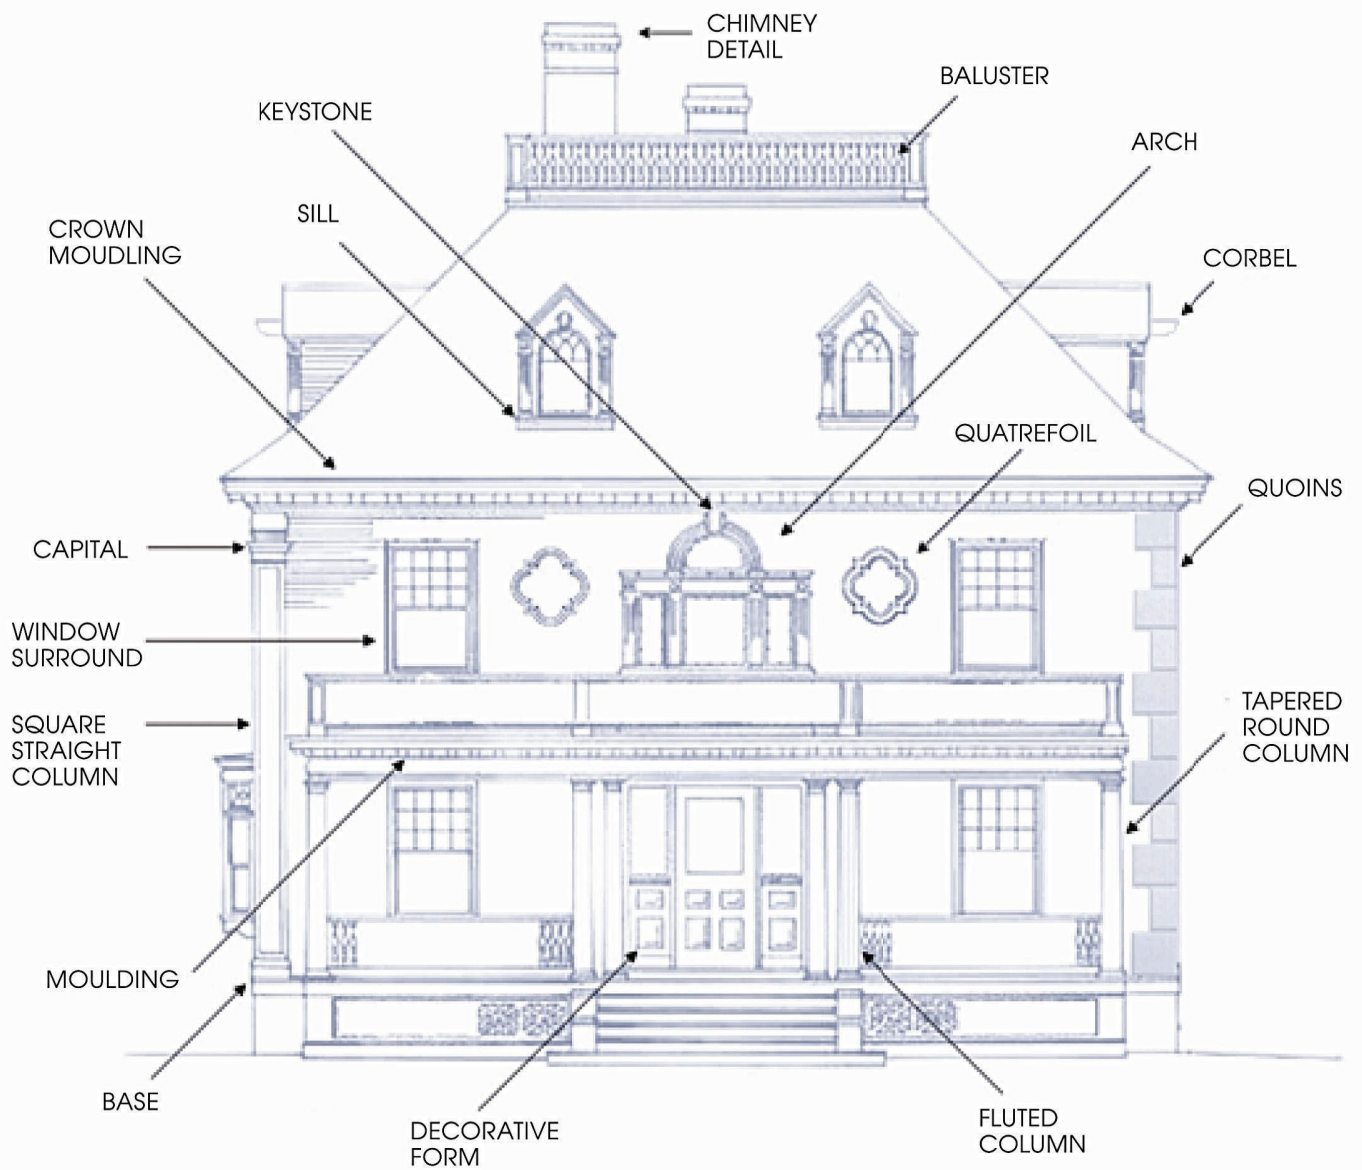 CHIMNEY
DETAIL
BALUSTER
KEYSTONE
ARCH
SILL
CROWN
MOUDLING
CORBEL
QUATREFOIL
QUOINS
CAPITAL
WINDOW
SURROUND
TAPERED
ROUND
COLUMN
SQUARE
STRAIGHT
COLUMN
MOULDING
BASE
DECORATIVE
FORM
FLUTED
COLUMN